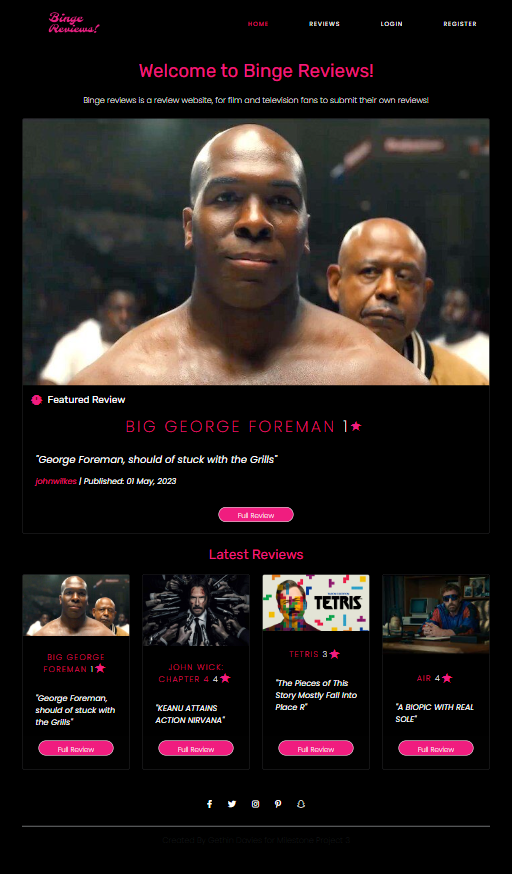 Binge
Reviews!
HOME REVIEWS LOGIN REGISTER
Welcome to Binge Reviews!
Binge reviews is a review website, for film and television fans to submit their own reviews!
Featured Review
BIG GEORGE FOREMAN 1
"George Foreman, should of stuck with the Grills"
johnwilkes | Published: 01 May, 2023
Full Review
Latest Reviews
BIG GEORGE
FOREMAN 1
"George Foreman,
should of stuck with
the Grills"
Full Review
JOHN WICK:
CHAPTER 4 4
"KEANU ATTAINS
ACTION NIRVANA"
Full Review
TETRIS
TETRIS 3
"The Pieces of This
Story Mostly Fall Into
Place R"
Full Review
AIR 4
"A BIOPIC WITH REAL
SOLE"
Full Review